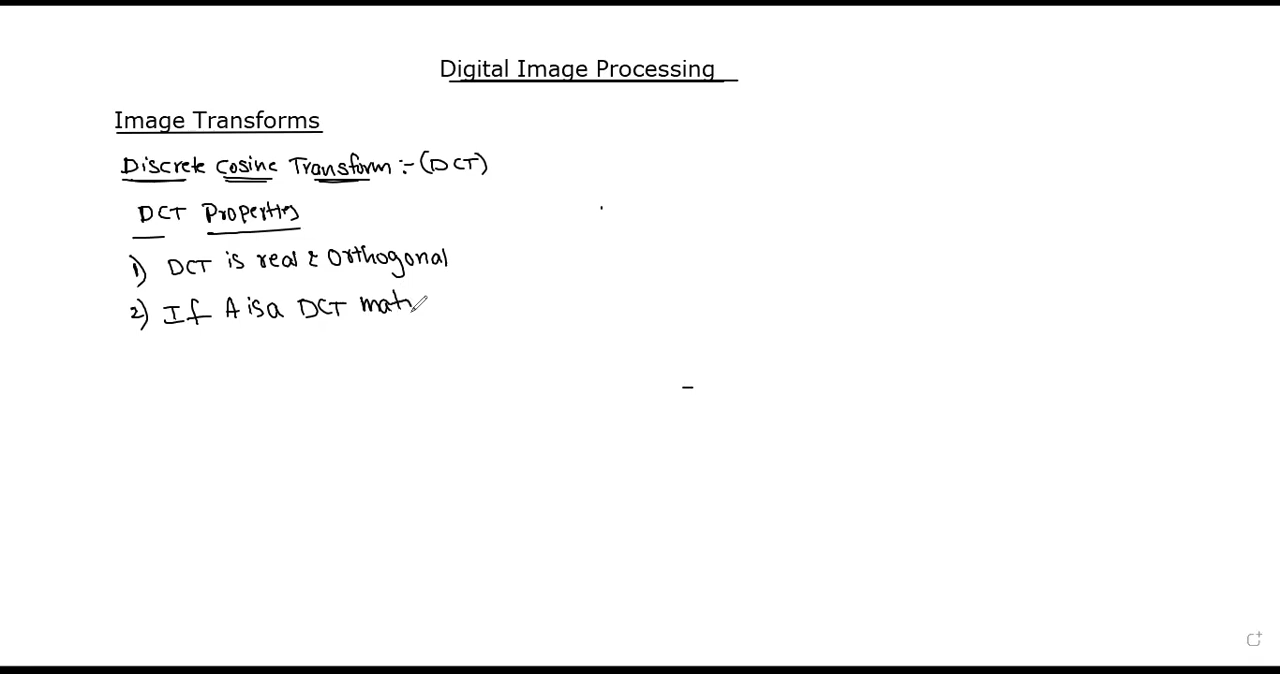 Digital Image Processing
Image Transforms
Discrete Cosine Transform :- (DCT)
DCT Properties
1) DCT is real & Orthogonal
2) If A is a DCT matr